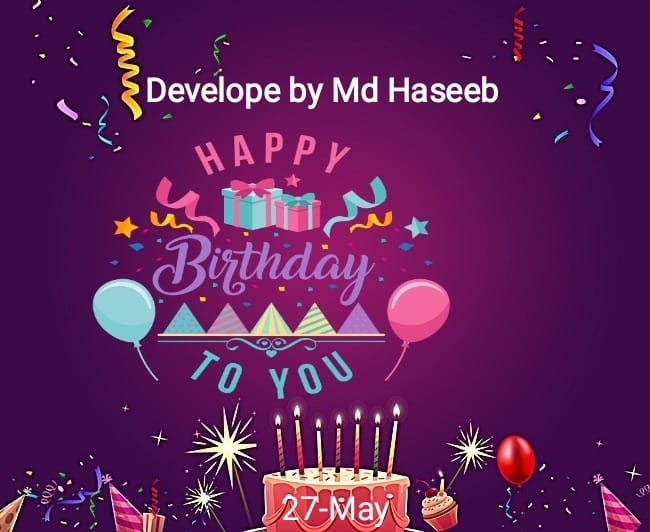 Develope by Md Haseeb
HAPPY
Birthday
TO YOU
27-May